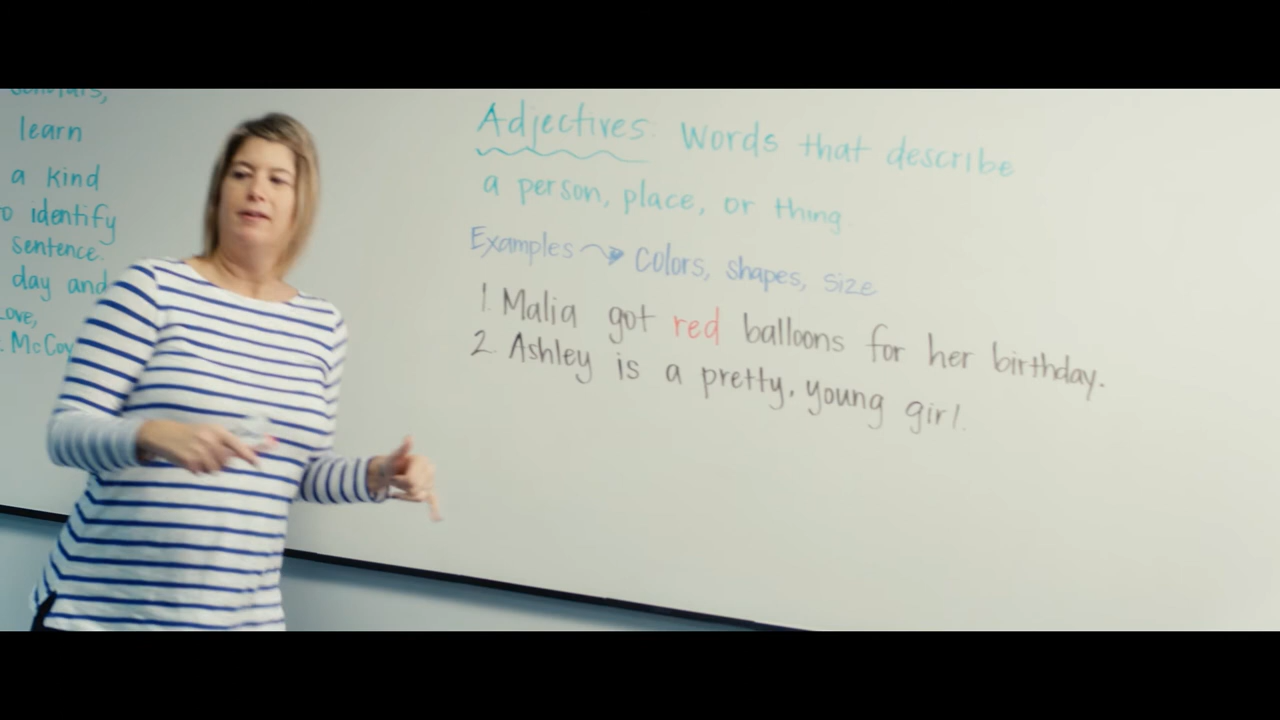 learn
a kind
identify
sentence.
day and
McCoy
Adjectives: Words that describe
a person, place, or thing
Examples → Colors, shapes, size
1. Malia got red balloons for her birthday.
2. Ashley is a pretty, young girl.